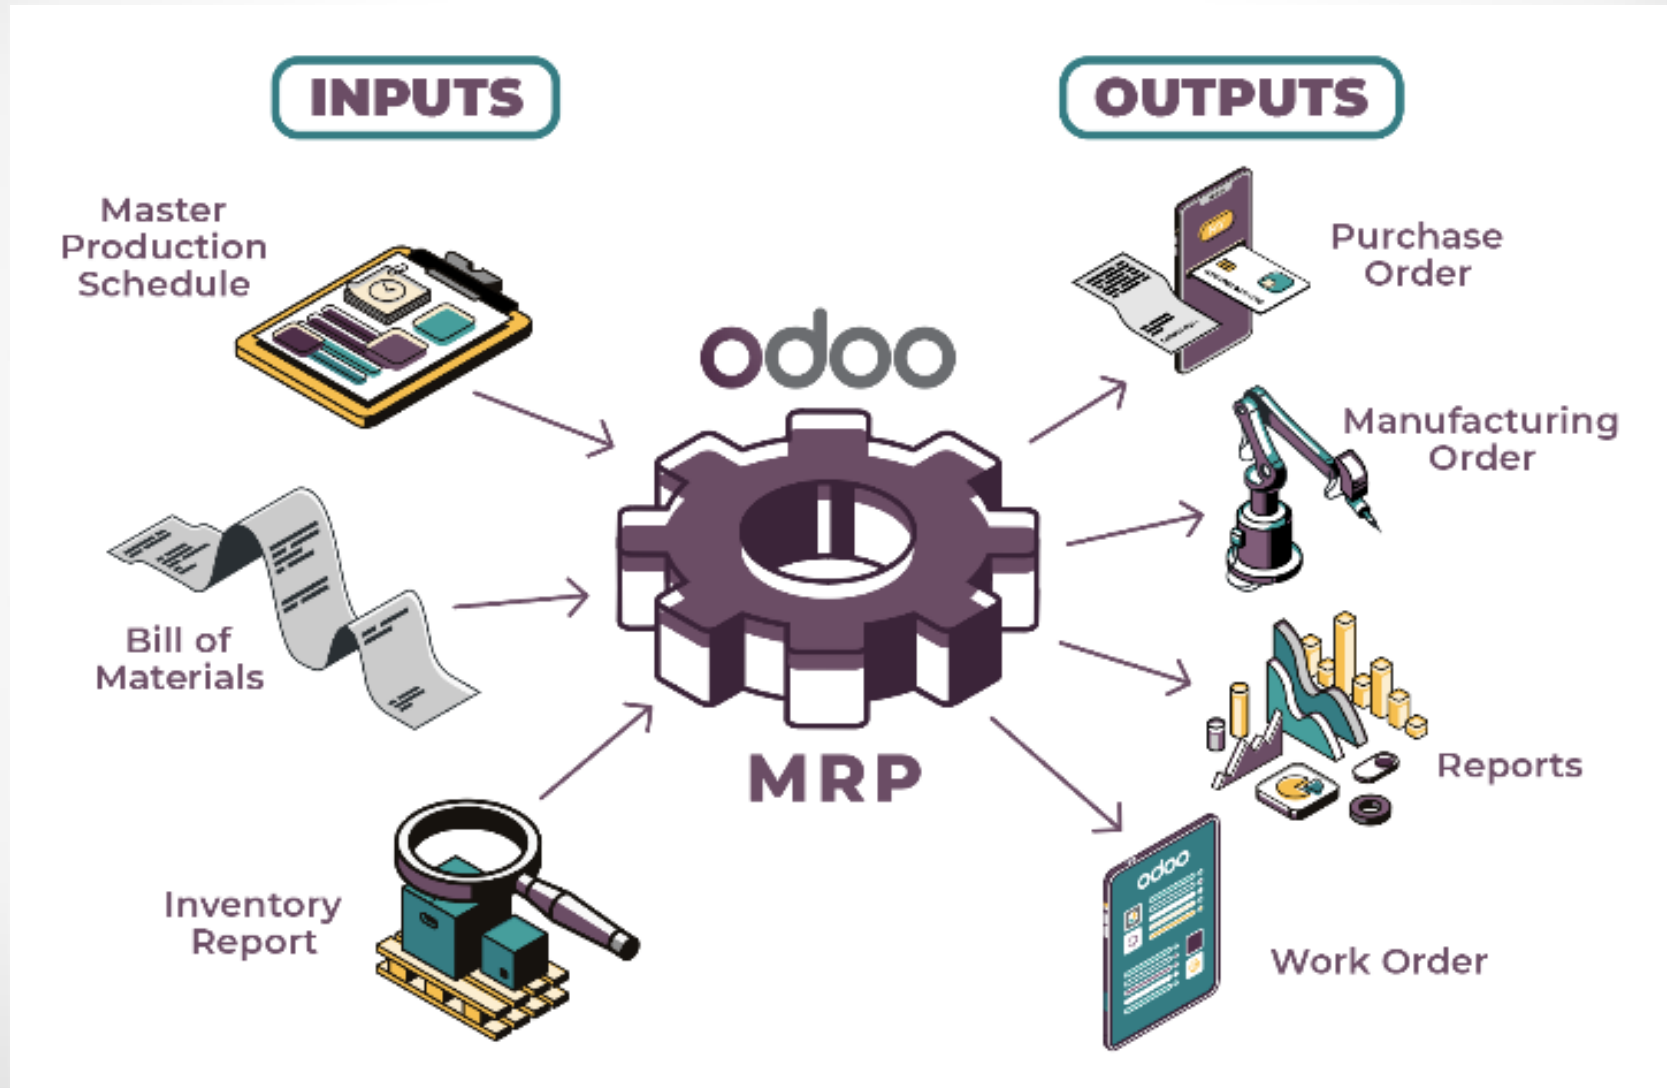 INPUTS
OUTPUTS
Master
Production
Schedule
Purchase
Order
odoo
Manufacturing
Order
Bill of
Materials
MRP
Reports
Inventory
Report
odoo
Work Order